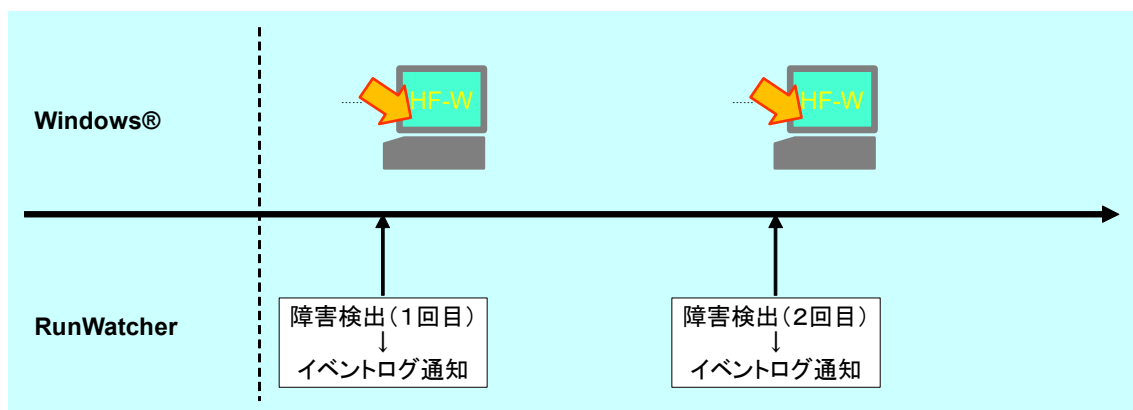 HF-W
HF-W
Windows®
障害検出(1回目)
↓
イベントログ通知
障害検出(2回目)
↓
イベントログ通知
RunWatcher